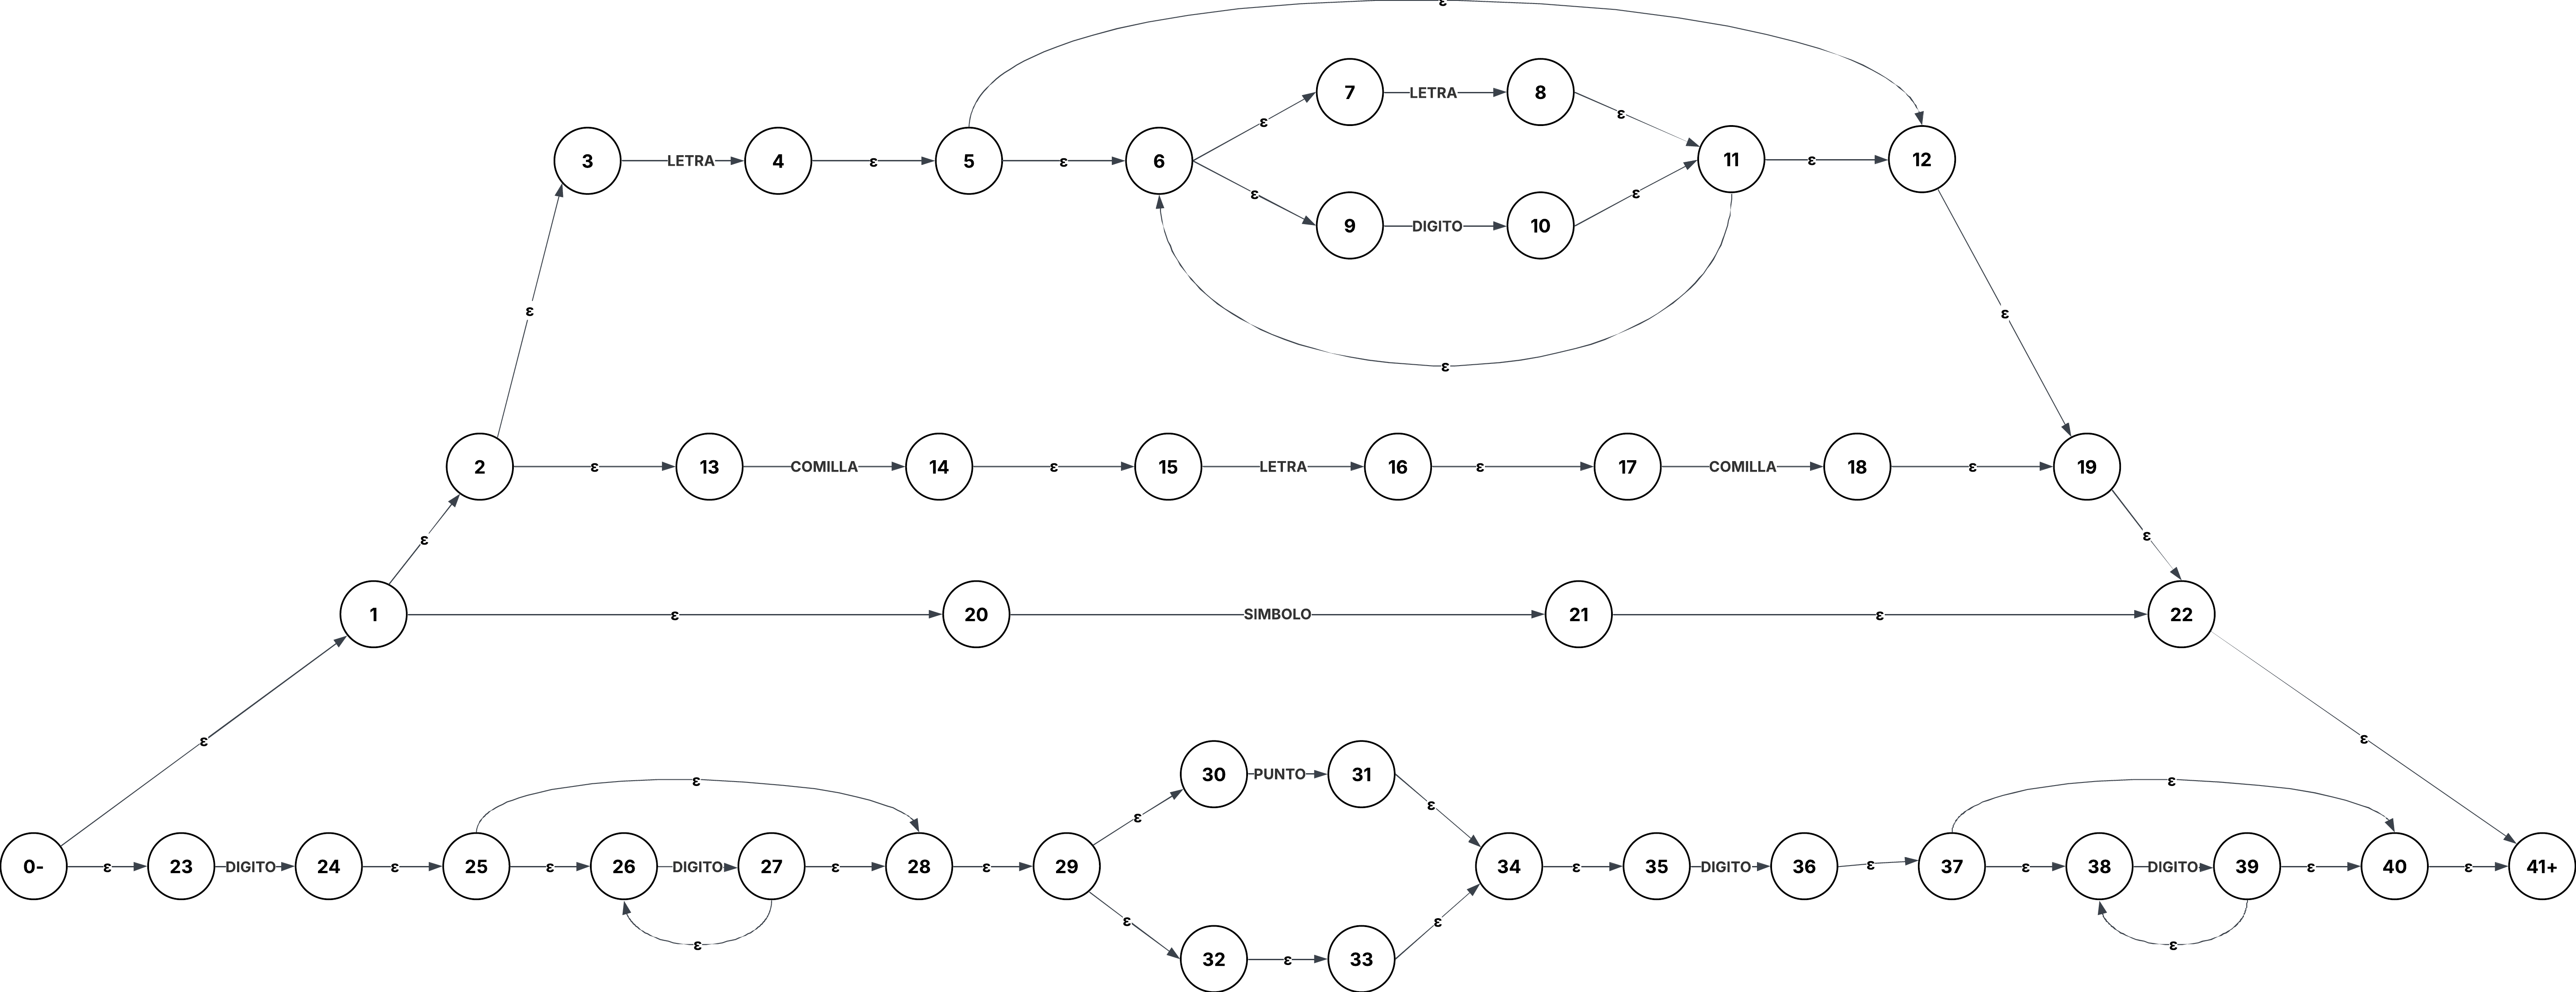 ε
7 LETRA 8
ε ε
3 LETRA 4 ε 5 ε 6 11 ε 12
ε ε
9 DIGITO 10
ε ε
ε
2 ε 13 COMILLA 14 ε 15 LETRA 16 ε 17 COMILLA 18 ε 19
ε ε
1 ε 20 SIMBOLO 21 ε 22
ε ε
30 PUNTO 31
ε ε
ε ε
0- ε 23 DIGITO 24 ε 25 ε 26 DIGITO 27 ε 28 ε 29 34 ε 35 DIGITO 36 ε 37 ε 38 DIGITO 39 ε 40 ε 41+
ε ε
ε ε
32 ε 33